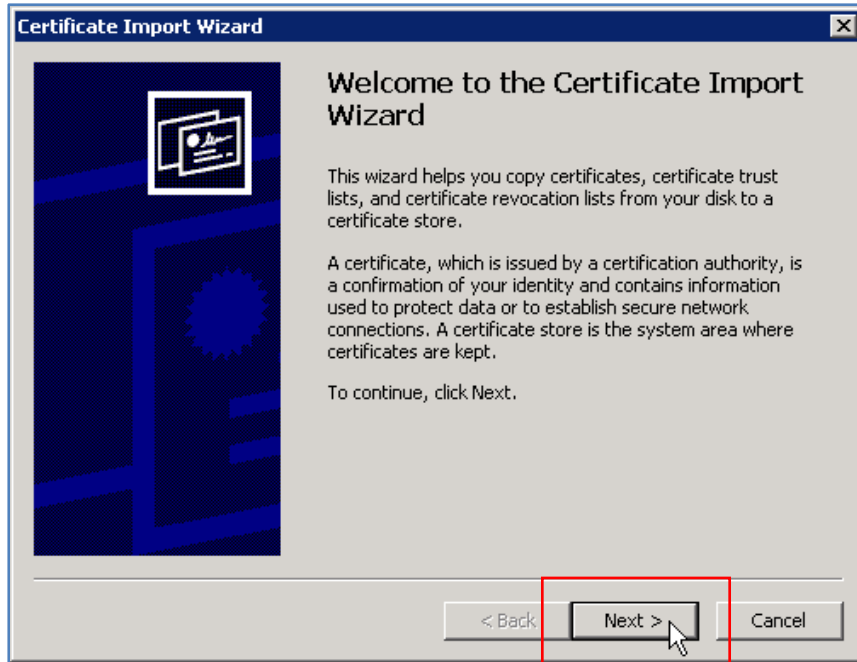 Certificate Import Wizard
Welcome to the Certificate Import
Wizard
This wizard helps you copy certificates, certificate trust
lists, and certificate revocation lists from your disk to a
certificate store.
A certificate, which is issued by a certification authority, is
a confirmation of your identity and contains information
used to protect data or to establish secure network
connections. A certificate store is the system area where
certificates are kept.
To continue, click Next.
< Back Next > Cancel